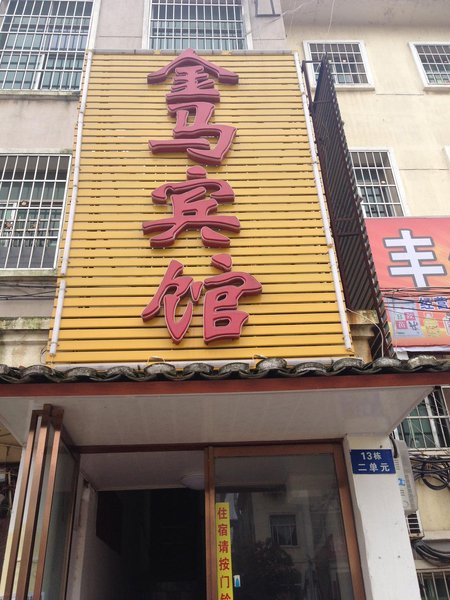 金马宾馆
丰
13栋
二单元
住宿请按门铃